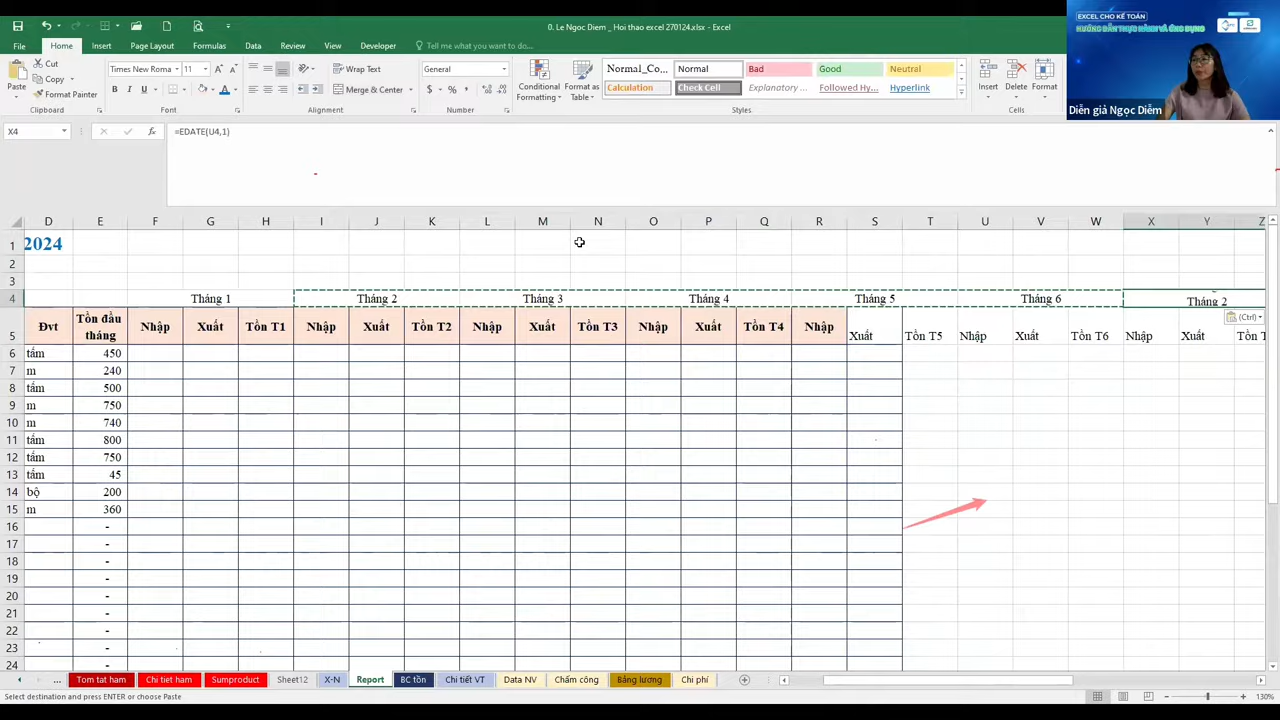 0. Le Ngoc Diem _ Hoi thao excel 270124.xlsx - Excel
EXCEL CHO KẾ TOÁN
HƯỚNG DẪN THỰC HÀNH VÀ ỨNG DỤNG
Diễn giả Ngọc Diễm
File Home Insert Page Layout Formulas Data Review View Developer Tell me what you want to do...
Paste Cut Copy Format Painter
Times New Roma 11
Wrap Text
Merge & Center
General
Conditional Formatting Format as Table
Normal_Co... Normal Bad Good Neutral
Calculation Check Cell Explanatory ... Followed Hy... Hyperlink
Insert Delete Format
Clipboard Font Alignment Number Styles Cells
X4 fx =EDATE(U4,1)
D E F G H I J K L M N O P Q R S T U V W X Y Z
1 2024
2
3
4 Tháng 1 Tháng 2 Tháng 3 Tháng 4 Tháng 5 Tháng 6 Tháng 2
(Ctrl)
5 Đvt Tồn đầu tháng Nhập Xuất Tồn T1 Nhập Xuất Tồn T2 Nhập Xuất Tồn T3 Nhập Xuất Tồn T4 Nhập Xuất Tồn T5 Nhập Xuất Tồn T6 Nhập Xuất
6 tấm 450
7 m 240
8 tấm 500
9 m 750
10 m 740
11 tấm 800
12 tấm 750
13 tấm 45
14 bộ 200
15 m 360
16 -
17 -
18 -
19 -
20 -
21 -
22 -
23 -
24 -
... Tom tat ham Chi tiet ham Sumproduct Sheet12 X-N Report BC tồn Chi tiết VT Data NV Chấm công Bảng lương Chi phí
Select destination and press ENTER or choose Paste 130%